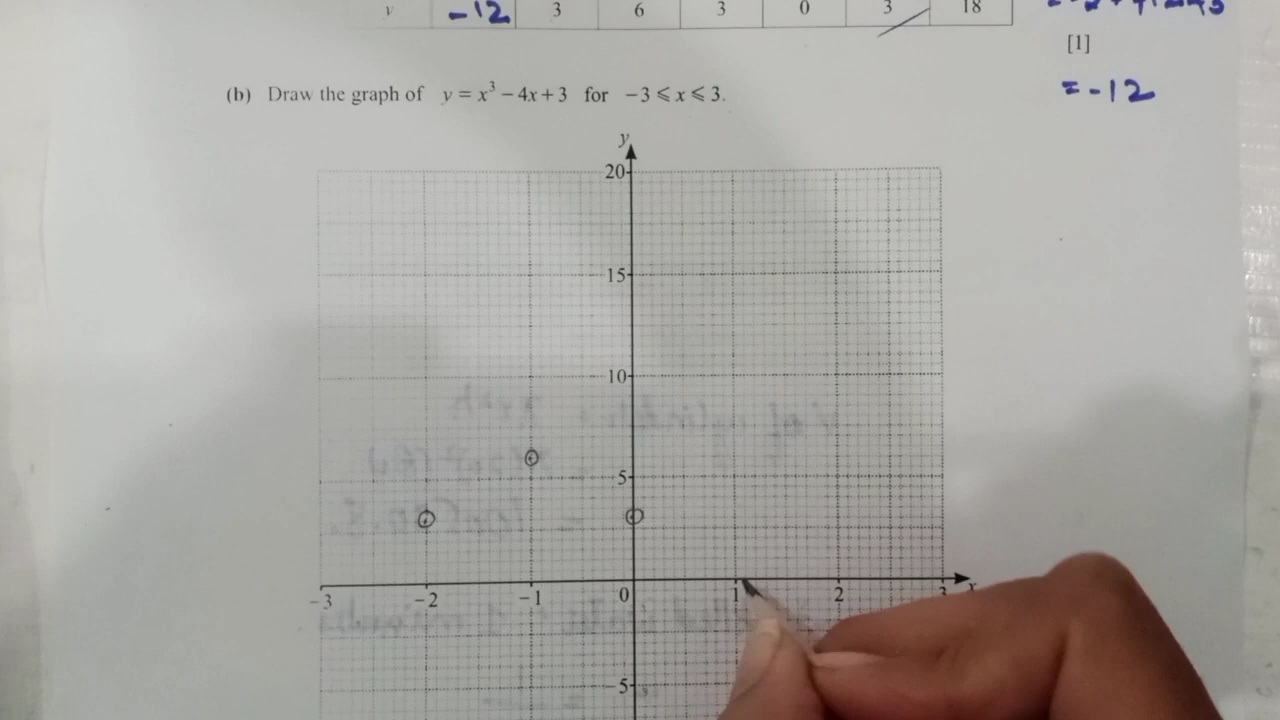 y -12 3 6 3 0 3 18
[1]
= -12
(b) Draw the graph of y = x³ − 4x + 3 for −3 ⩽ x ⩽ 3.
y
20
15
10
5
-3 -2 -1 0 1 2 3 x
-5